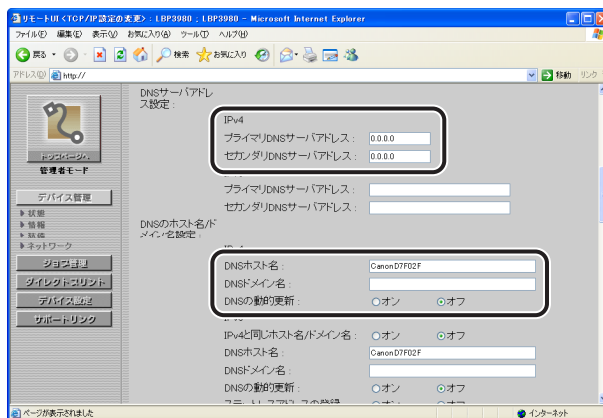 リモートUI <TCP/IP設定の変更> : LBP3980 ; LBP3980 - Microsoft Internet Explorer
ファイル(F) 編集(E) 表示(V) お気に入り(A) ツール(T) ヘルプ(H)
戻る 検索 お気に入り
アドレス(D) http:// 移動 リンク
トップページへ
管理者モード
デバイス管理
状態
情報
ネットワーク
ジョブ管理
ダイレクトプリント
デバイス設定
サポートリンク
DNSサーバアドレ
ス設定 :
IPv4
プライマリDNSサーバアドレス : 0.0.0.0
セカンダリDNSサーバアドレス : 0.0.0.0
プライマリDNSサーバアドレス :
セカンダリDNSサーバアドレス :
DNSのホスト名/ド
メイン名設定 :
DNSホスト名 : CanonD7F02F
DNSドメイン名 :
DNSの動的更新 : オン オフ
IPv4と同じホスト名/ドメイン名 : オン オフ
DNSホスト名 : CanonD7F02F
DNSドメイン名 :
DNSの動的更新 : オン オフ
ページが表示されました インターネット